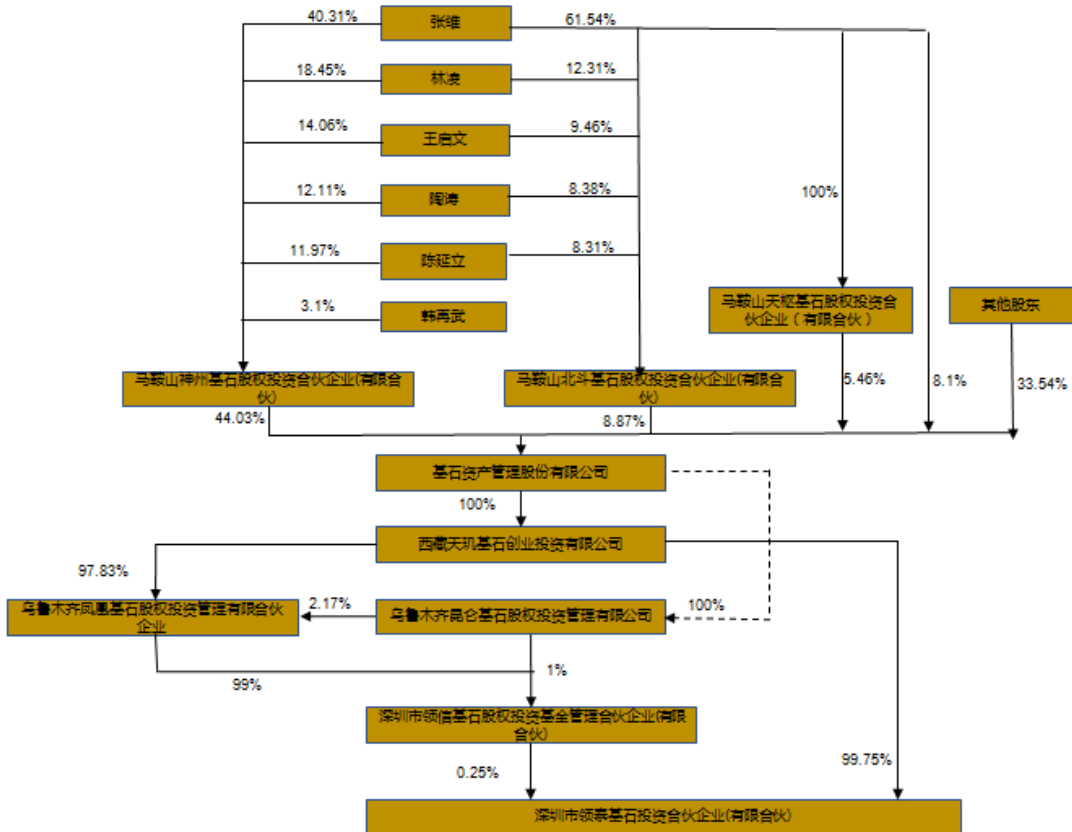 40.31%
张维
61.54%
18.45%
林凌
12.31%
14.06%
王启文
9.46%
12.11%
陶涛
8.38%
100%
11.97%
陈延立
8.31%
3.1%
韩再武
马鞍山天枢基石股权投资合
伙企业（有限合伙）
其他股东
马鞍山神州基石股权投资合伙企业(有限合
伙)
马鞍山北斗基石股权投资合伙企业(有限合
伙)
5.46%
8.1%
33.54%
44.03%
8.87%
基石资产管理股份有限公司
100%
西藏天玑基石创业投资有限公司
97.83%
乌鲁木齐凤凰基石股权投资管理有限合伙
企业
2.17%
乌鲁木齐昆仑基石股权投资管理有限公司
100%
99%
1%
深圳市领信基石股权投资基金管理合伙企业(有限
合伙)
0.25%
99.75%
深圳市领泰基石投资合伙企业(有限合伙)